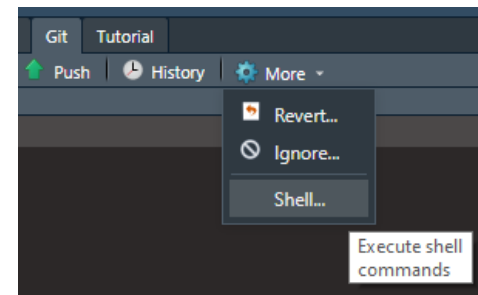 Git Tutorial
Push History More
Revert...
Ignore...
Shell...
Execute shell
commands